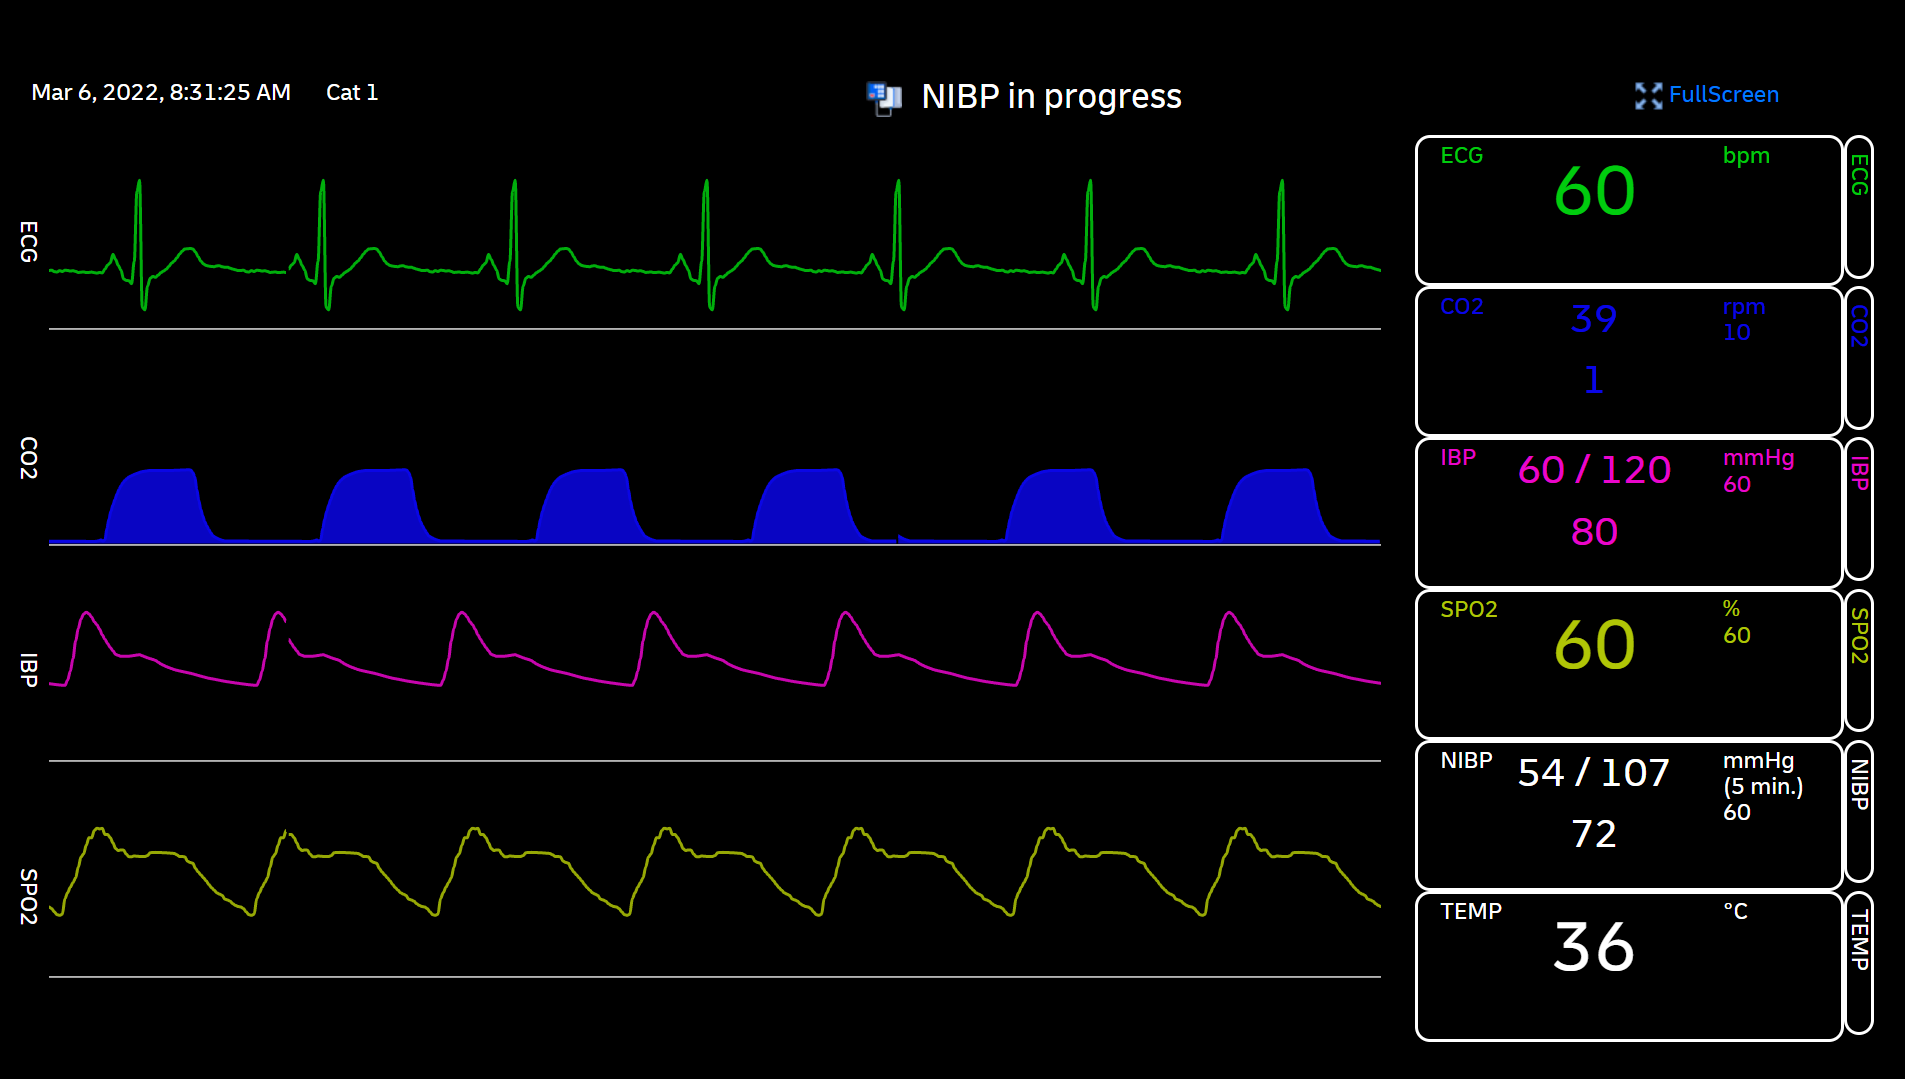 Mar 6, 2022, 8:31:25 AM Cat 1
NIBP in progress
FullScreen
ECG
CO2
IBP
SPO2
ECG
60
bpm
ECG
CO2
39
1
rpm
10
CO2
IBP
60 / 120
80
mmHg
60
IBP
SPO2
60
%
60
SPO2
NIBP
54 / 107
72
mmHg
(5 min.)
60
NIBP
TEMP
36
°C
TEMP